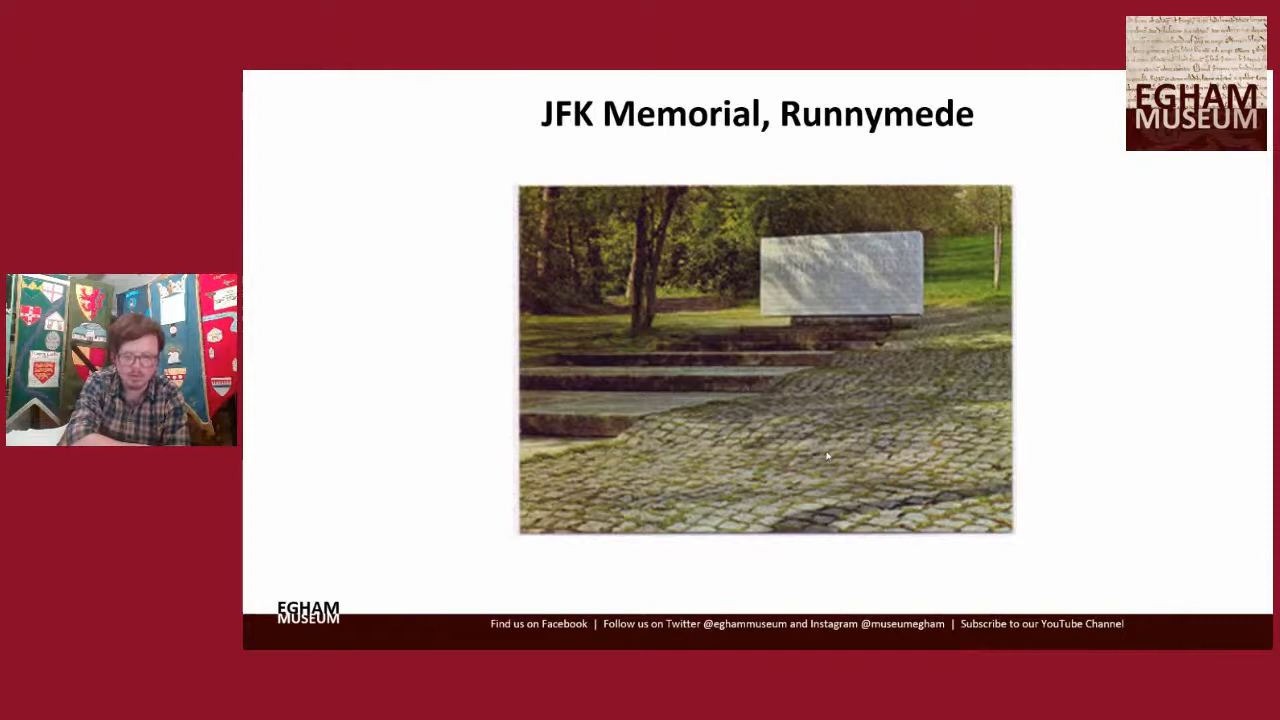 JFK Memorial, Runnymede
EGHAM
MUSEUM
EGHAM
MUSEUM
Find us on Facebook | Follow us on Twitter @eghammuseum and Instagram @museumegham | Subscribe to our YouTube Channel